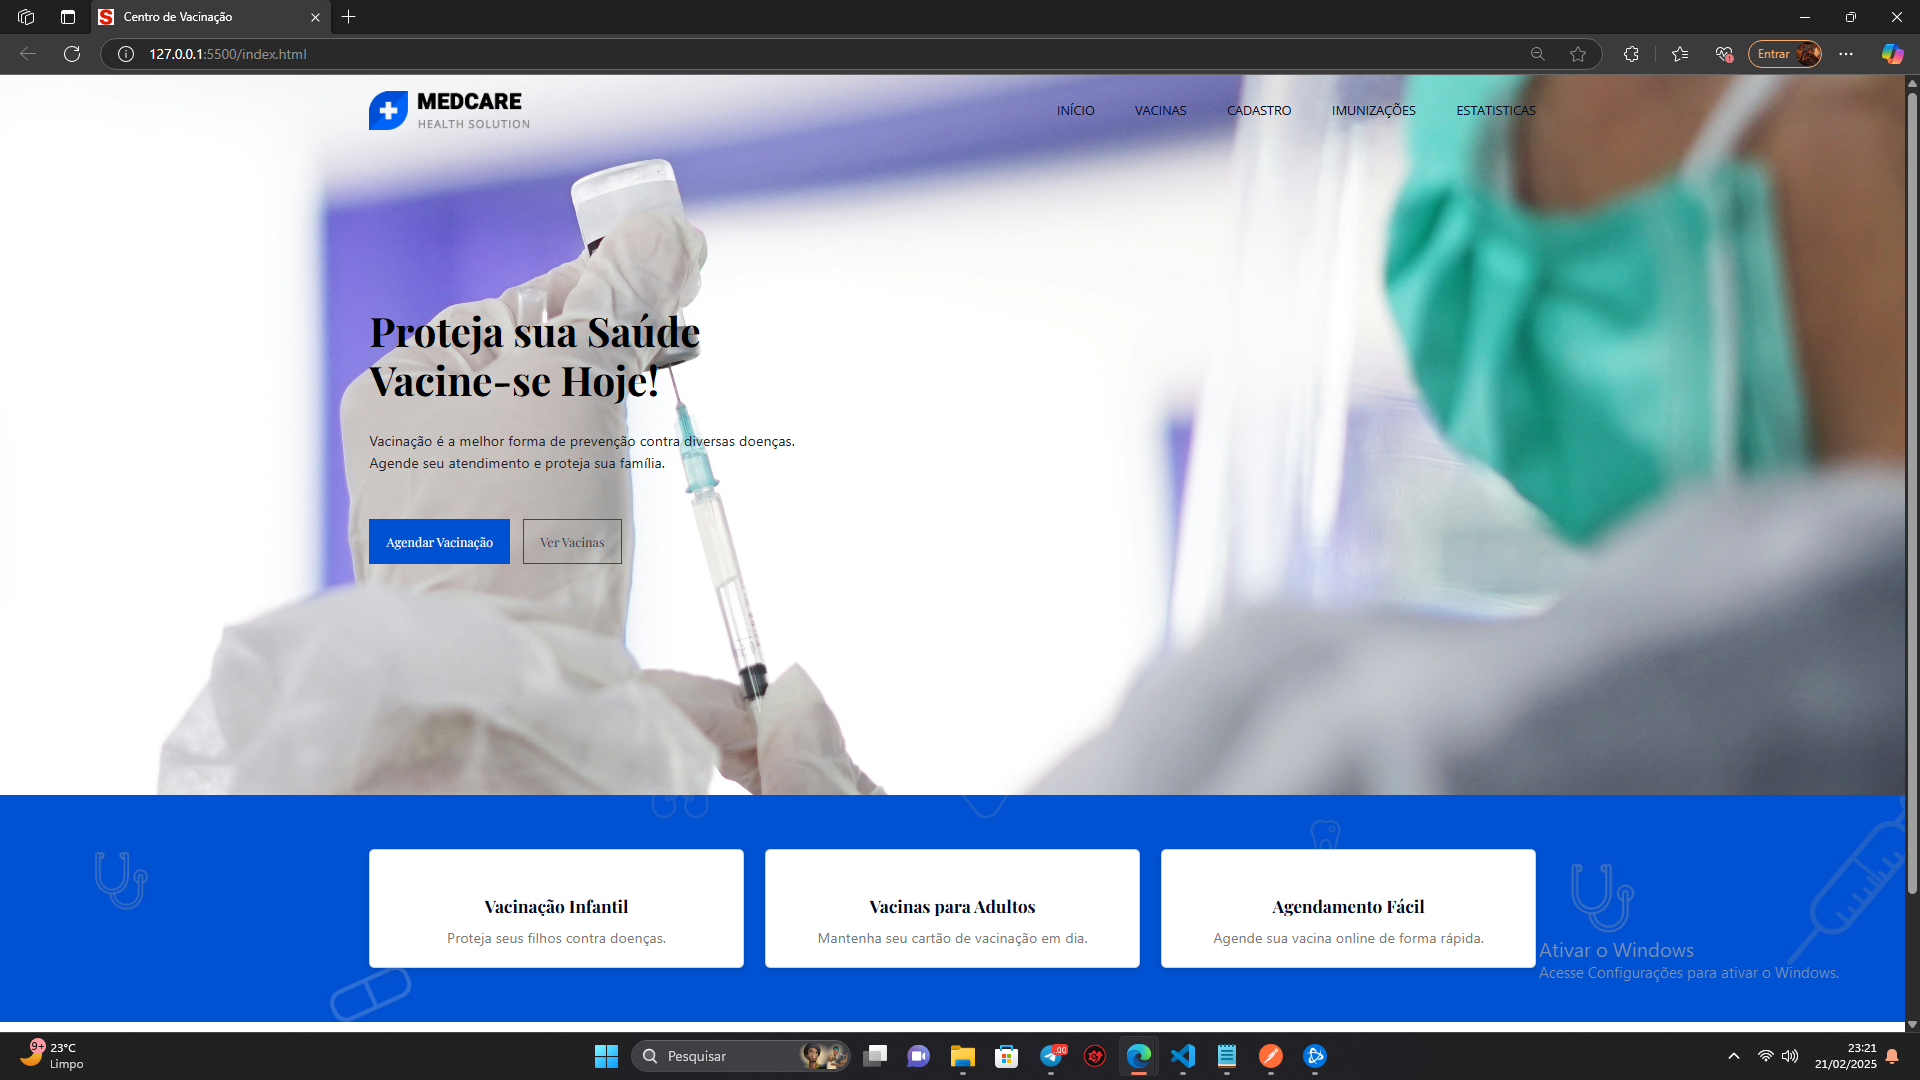 Centro de Vacinação
127.0.0.1:5500/index.html
Entrar
MEDCARE
HEALTH SOLUTION
INÍCIO
VACINAS
CADASTRO
IMUNIZAÇÕES
ESTATISTICAS
Proteja sua Saúde
Vacine-se Hoje!
Vacinação é a melhor forma de prevenção contra diversas doenças.
Agende seu atendimento e proteja sua família.
Agendar Vacinação
Ver Vacinas
Vacinação Infantil
Proteja seus filhos contra doenças.
Vacinas para Adultos
Mantenha seu cartão de vacinação em dia.
Agendamento Fácil
Agende sua vacina online de forma rápida.
Ativar o Windows
Acesse Configurações para ativar o Windows.
9+
23°C
Limpo
Pesquisar
23:21
21/02/2025